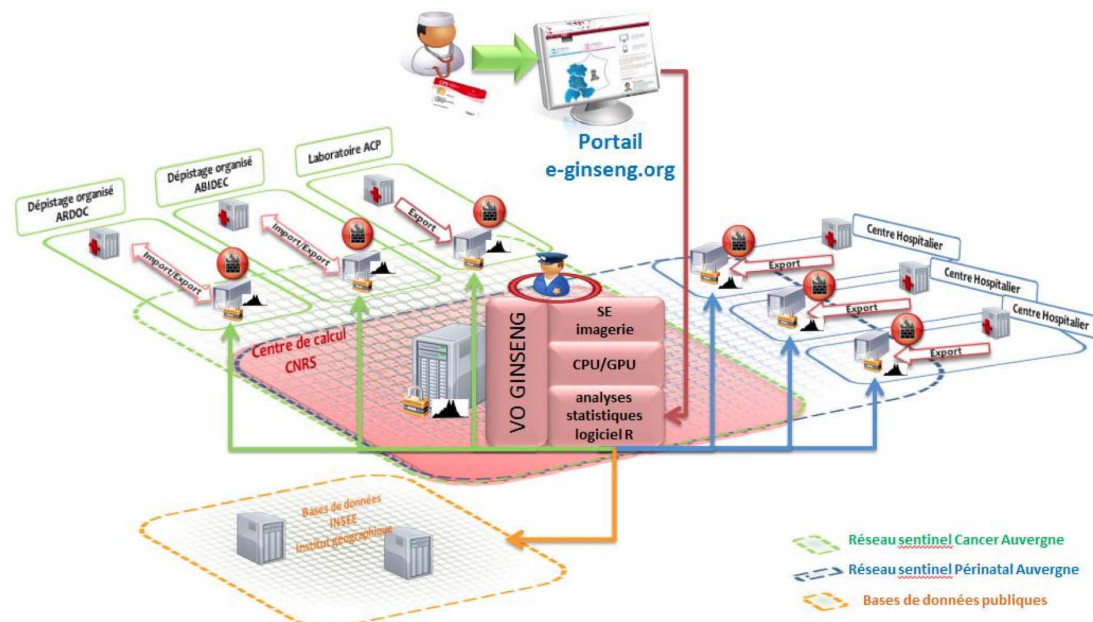 Portail
e-ginseng.org
Laboratoire ACP
Dépistage organisé
ABIDEC
Dépistage organisé
ARDOC
Export
Import/Export
Import/Export
Centre Hospitalier
Centre Hospitalier
Centre Hospitalier
Export
Export
Export
Centre de calcul
CNRS
VO GINSENG
SE
imagerie
CPU/GPU
analyses
statistiques
logiciel R
Bases de données
INSEE
Institut géographique
Réseau sentinel Cancer Auvergne
Réseau sentinel Périnatal Auvergne
Bases de données publiques